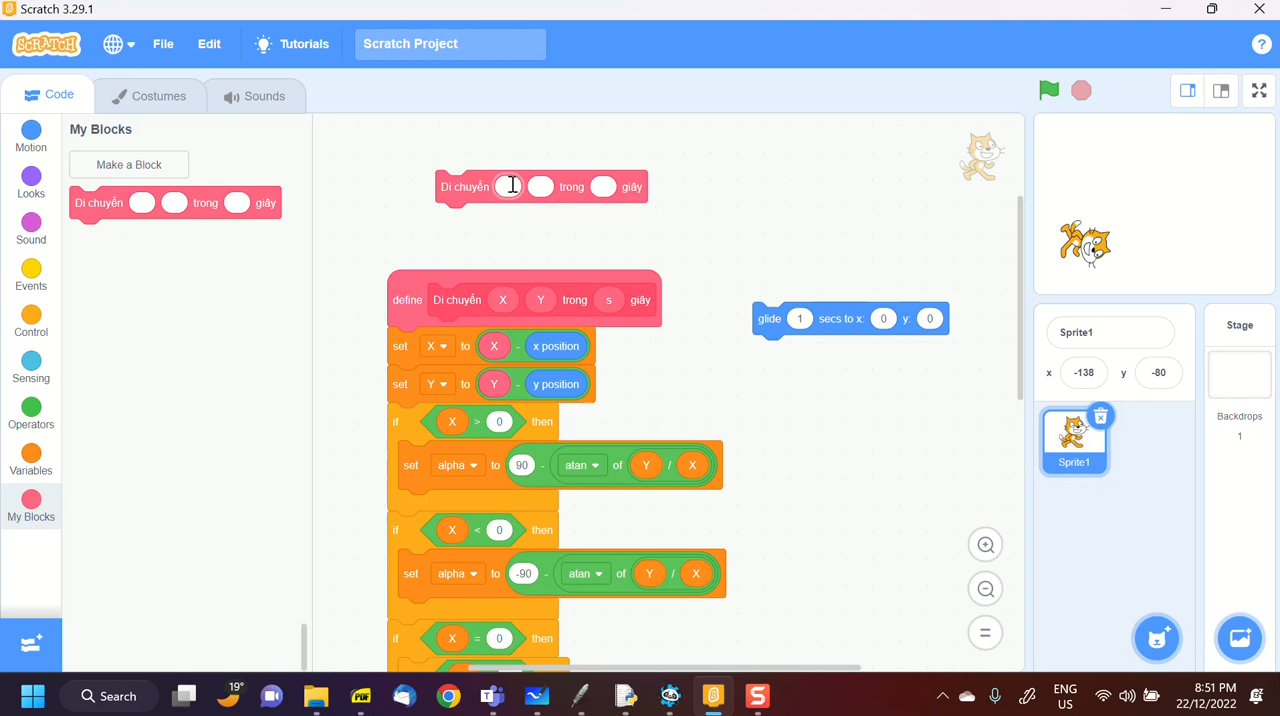 Scratch 3.29.1
SCRATCH File Edit Tutorials Scratch Project ?
Code Costumes Sounds
Motion
Looks
Sound
Events
Control
Sensing
Operators
Variables
My Blocks
My Blocks
Make a Block
Di chuyển trong giây
Di chuyển trong giây
define Di chuyển X Y trong s giây
set X to X - x position
set Y to Y - y position
if X > 0 then
set alpha to 90 - atan of Y / X
if X < 0 then
set alpha to -90 - atan of Y / X
if X = 0 then
glide 1 secs to x: 0 y: 0
Sprite1
x -138 y -80
Sprite1
Stage
Backdrops
1
Search
19°
PDF
S
ENG
US
8:51 PM
22/12/2022